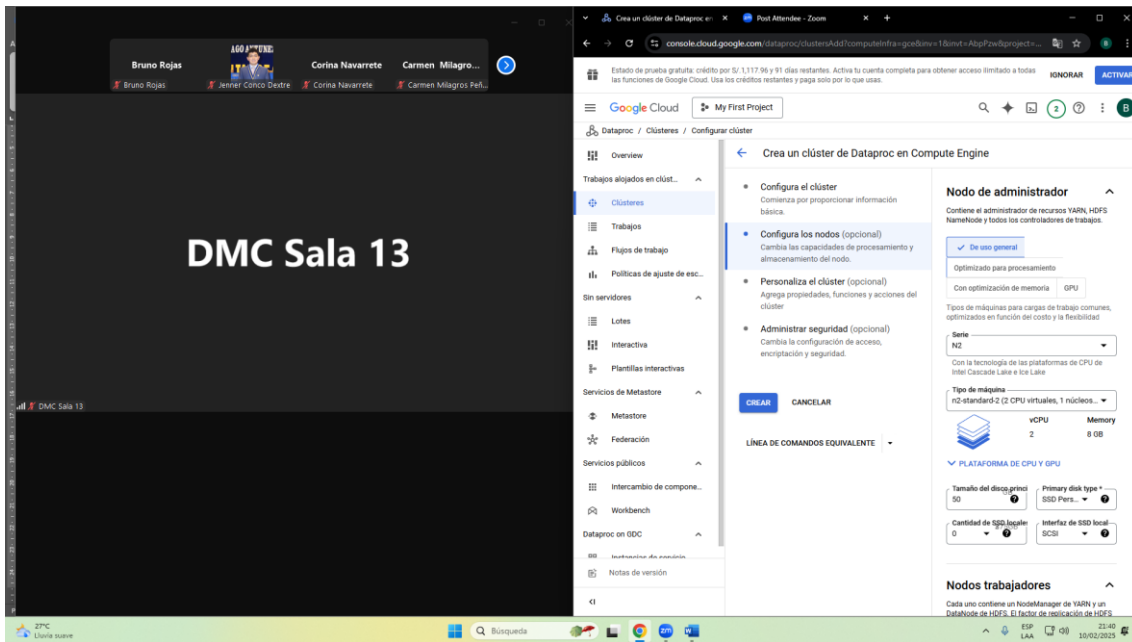 AGO ANTUNE
Bruno Rojas
Corina Navarrete
Carmen Milagro...
Bruno Rojas
Jenner Conco Dextre
Corina Navarrete
Carmen Milagros Peñ...
DMC Sala 13
DMC Sala 13
Crea un clúster de Dataproc en
Post Attendee - Zoom
console.cloud.google.com/dataproc/clustersAdd?computeInfra=gce&inv=1&invt=AbpPzw&project=...
Estado de prueba gratuita: crédito por S/.1,117.96 y 91 días restantes. Activa tu cuenta completa para obtener acceso ilimitado a todas
las funciones de Google Cloud. Usa los créditos restantes y paga solo por lo que usas.
IGNORAR
ACTIVAR
Google Cloud
My First Project
2
B
Dataproc / Clústeres / Configurar clúster
Overview
Trabajos alojados en clúst...
Clústeres
Trabajos
Flujos de trabajo
Políticas de ajuste de esc...
Sin servidores
Lotes
Interactiva
Plantillas interactivas
Servicios de Metastore
Metastore
Federación
Servicios públicos
Intercambio de compone...
Workbench
Dataproc on GDC
Instancias de servicio
Notas de versión
Crea un clúster de Dataproc en Compute Engine
Configura el clúster
Comienza por proporcionar información
básica.
Configura los nodos (opcional)
Cambia las capacidades de procesamiento y
almacenamiento del nodo.
Personaliza el clúster (opcional)
Agrega propiedades, funciones y acciones del
clúster
Administrar seguridad (opcional)
Cambia la configuración de acceso,
encriptación y seguridad.
CREAR
CANCELAR
LÍNEA DE COMANDOS EQUIVALENTE
Nodo de administrador
Contiene el administrador de recursos YARN, HDFS
NameNode y todos los controladores de trabajos.
De uso general
Optimizado para procesamiento
Con optimización de memoria
GPU
Tipos de máquinas para cargas de trabajo comunes,
optimizados en función del costo y la flexibilidad
Serie
N2
Con la tecnología de las plataformas de CPU de
Intel Cascade Lake e Ice Lake
Tipo de máquina
n2-standard-2 (2 CPU virtuales, 1 núcleos...
vCPU
Memory
2
8 GB
PLATAFORMA DE CPU Y GPU
Tamaño del disco princi
Primary disk type *
50
GB
SSD Pers...
Cantidad de SSD locales
Interfaz de SSD local
0
SCSI
Nodos trabajadores
Cada uno contiene un NodeManager de YARN y un
DataNode de HDFS. El factor de replicación de HDFS
27°C
Lluvia suave
Búsqueda
ESP
LAA
21:40
10/02/2025